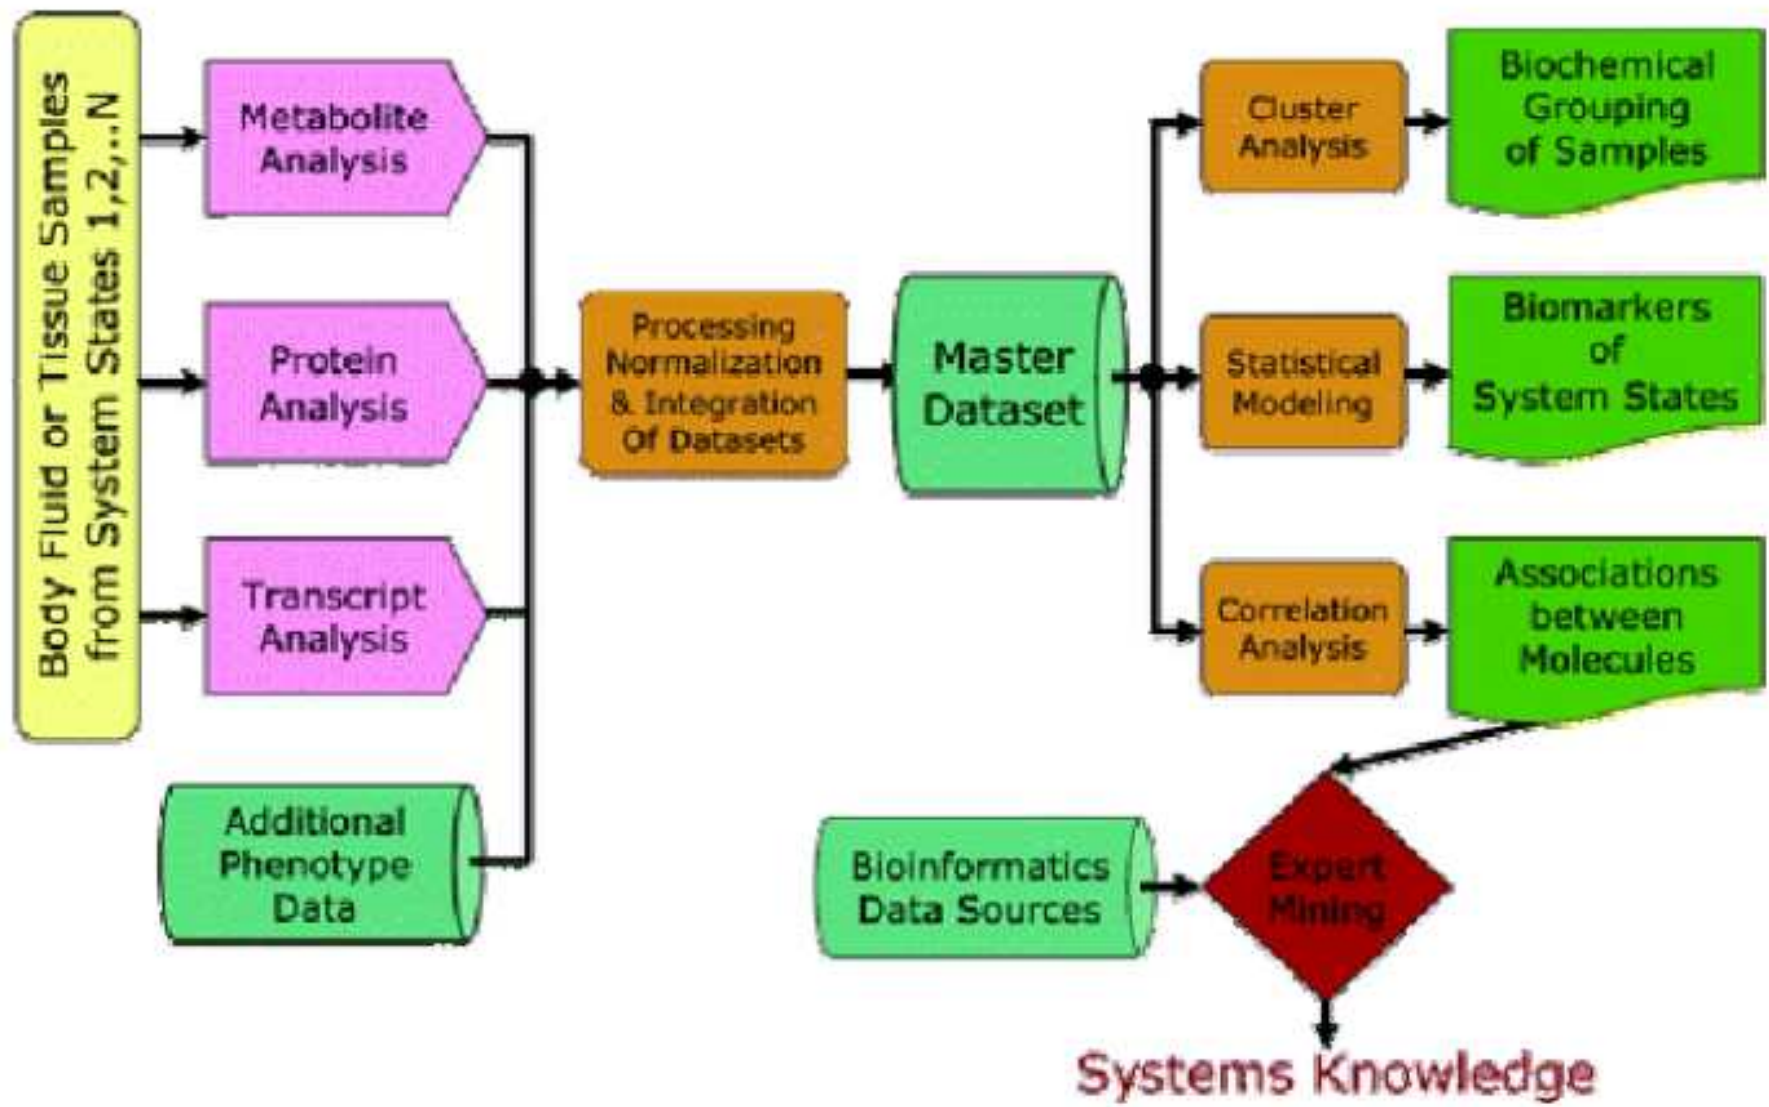 Body Fluid or Tissue Samples
from System States 1,2,..N
Metabolite
Analysis
Protein
Analysis
Transcript
Analysis
Additional
Phenotype
Data
Processing
Normalization
& Integration
Of Datasets
Master
Dataset
Cluster
Analysis
Biochemical
Grouping
of Samples
Statistical
Modeling
Biomarkers
of
System States
Correlation
Analysis
Associations
between
Molecules
Bioinformatics
Data Sources
Expert
Mining
Systems Knowledge